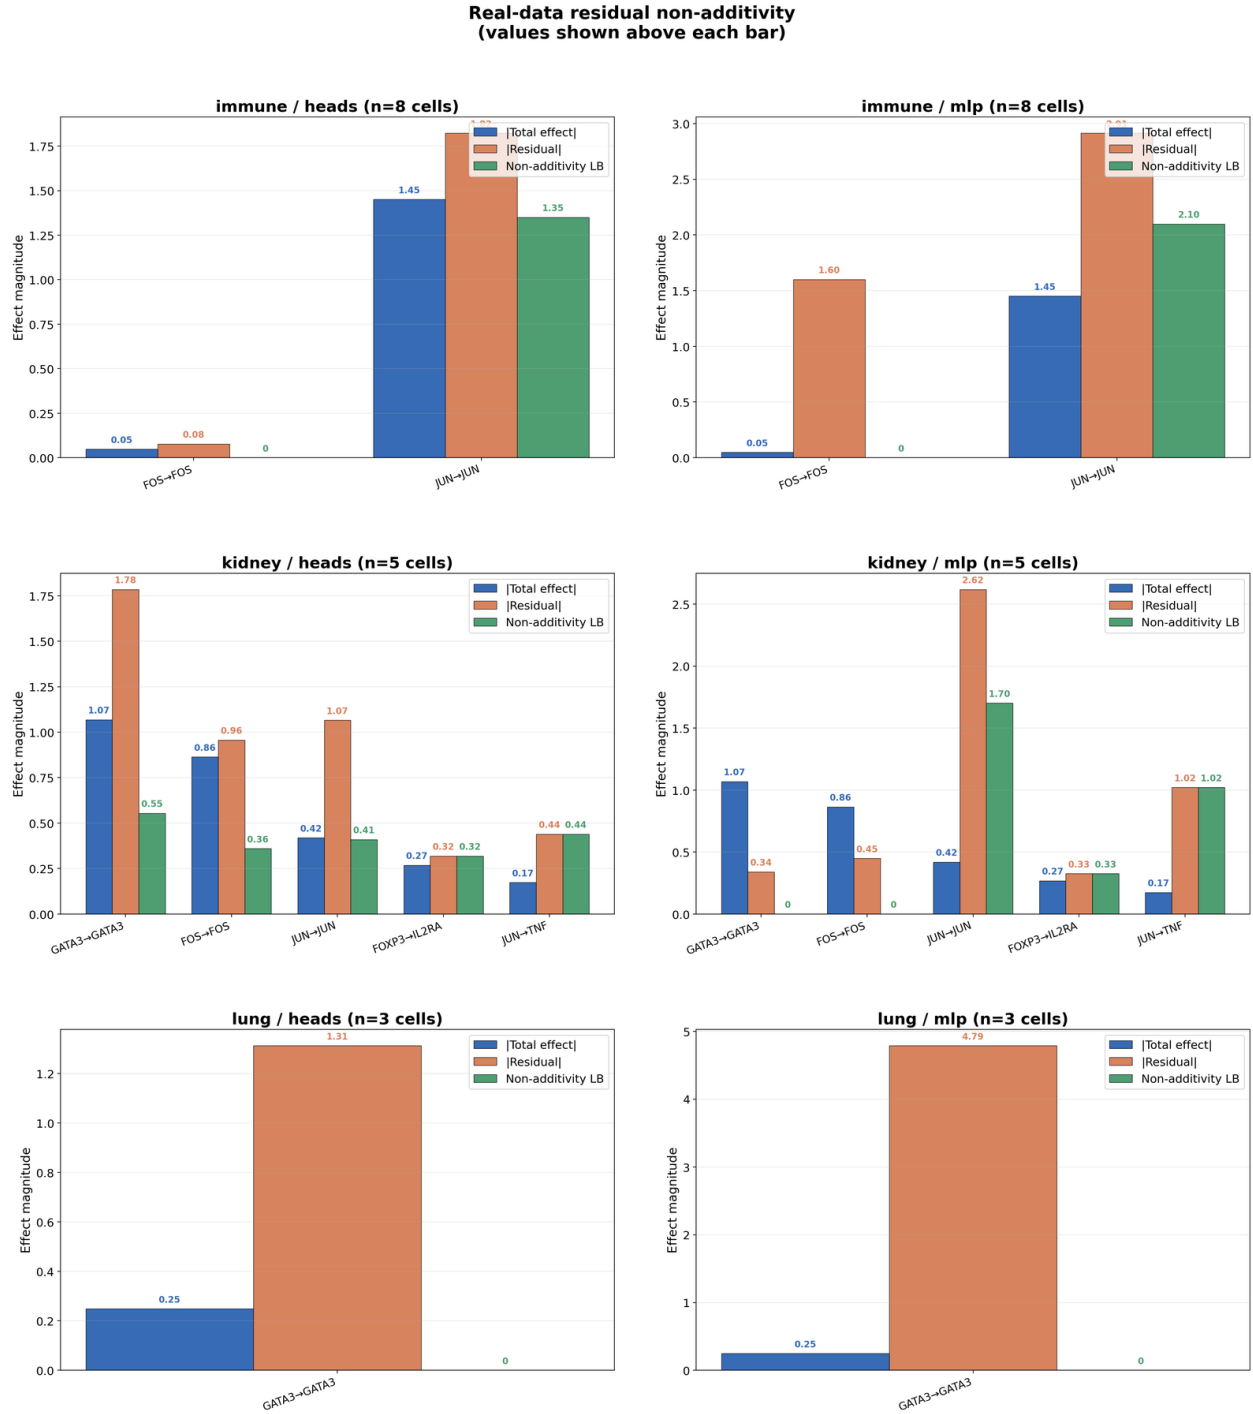 Real-data residual non-additivity
(values shown above each bar)
immune / heads (n=8 cells)
Effect magnitude
1.75
1.50
1.25
1.00
0.75
0.50
0.25
0.00
|Total effect|
|Residual|
Non-additivity LB
0.05
0.08
0
1.45
1.82
1.35
FOS→FOS
JUN→JUN
immune / mlp (n=8 cells)
Effect magnitude
3.0
2.5
2.0
1.5
1.0
0.5
0.0
|Total effect|
|Residual|
Non-additivity LB
0.05
1.60
0
1.45
2.91
2.10
FOS→FOS
JUN→JUN
kidney / heads (n=5 cells)
Effect magnitude
1.75
1.50
1.25
1.00
0.75
0.50
0.25
0.00
|Total effect|
|Residual|
Non-additivity LB
1.07
1.78
0.55
0.86
0.96
0.36
0.42
1.07
0.41
0.27
0.32
0.32
0.17
0.44
0.44
GATA3→GATA3
FOS→FOS
JUN→JUN
FOXP3→IL2RA
JUN→TNF
kidney / mlp (n=5 cells)
Effect magnitude
2.5
2.0
1.5
1.0
0.5
0.0
|Total effect|
|Residual|
Non-additivity LB
1.07
0.34
0
0.86
0.45
0
0.42
2.62
1.70
0.27
0.33
0.33
0.17
1.02
1.02
GATA3→GATA3
FOS→FOS
JUN→JUN
FOXP3→IL2RA
JUN→TNF
lung / heads (n=3 cells)
Effect magnitude
1.2
1.0
0.8
0.6
0.4
0.2
0.0
|Total effect|
|Residual|
Non-additivity LB
0.25
1.31
0
GATA3→GATA3
lung / mlp (n=3 cells)
Effect magnitude
5
4
3
2
1
0
|Total effect|
|Residual|
Non-additivity LB
0.25
4.79
0
GATA3→GATA3